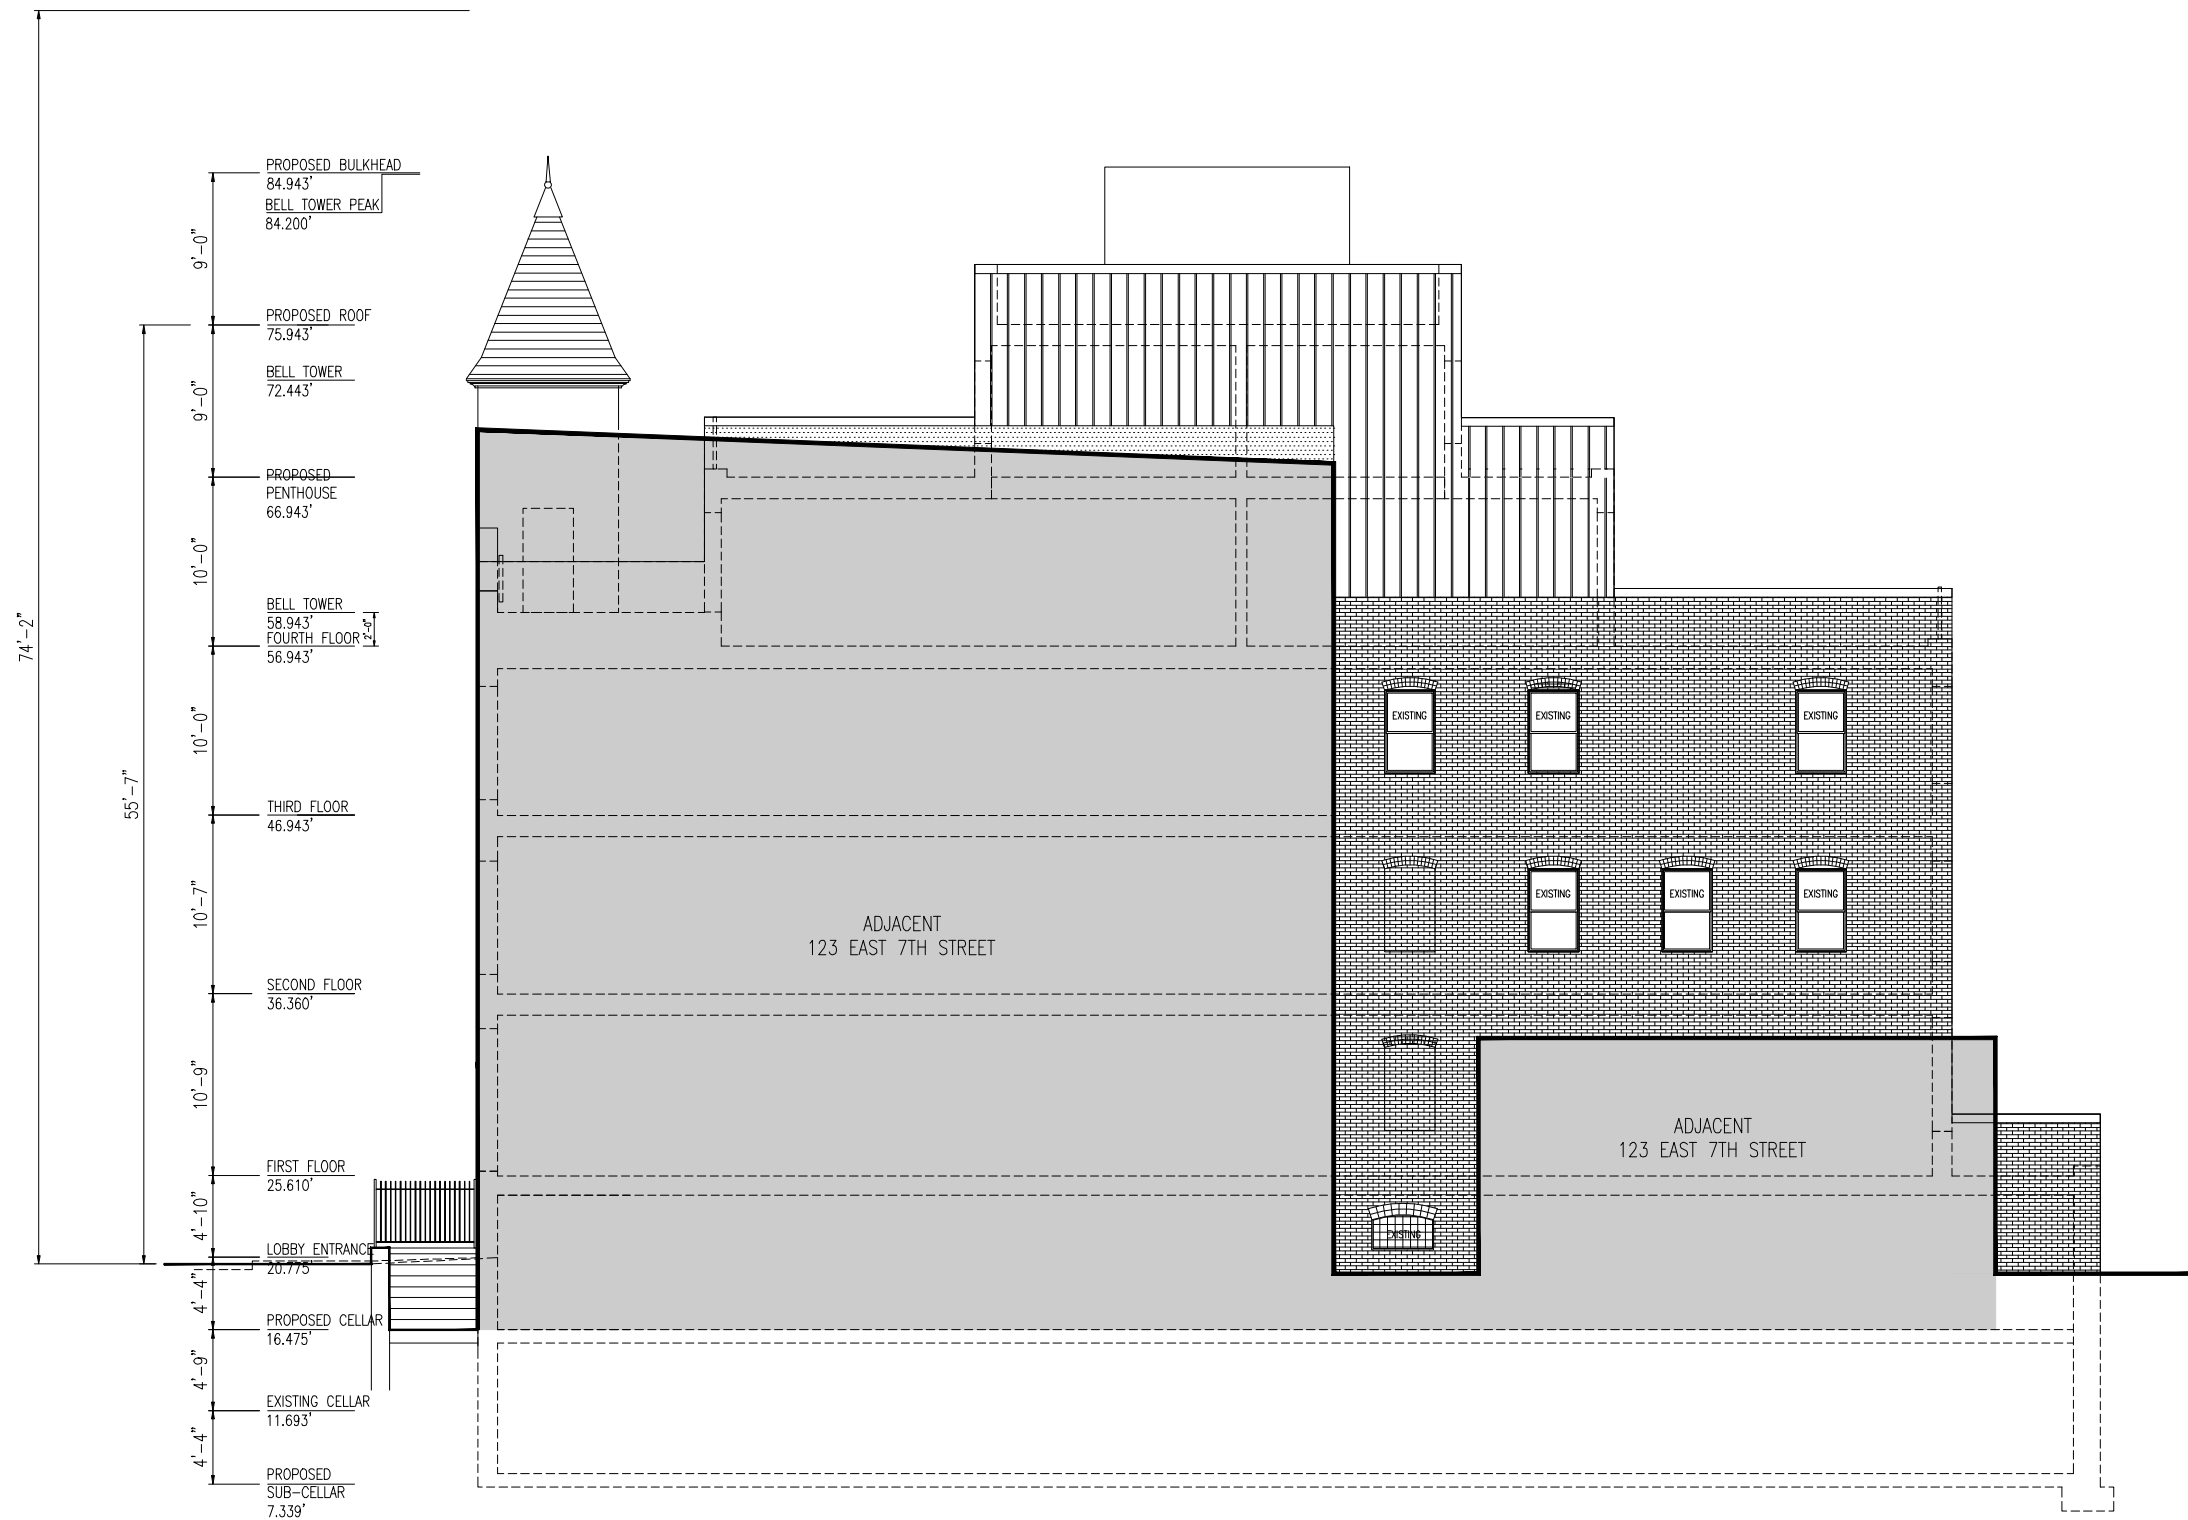 PROPOSED BULKHEAD
84.943'
BELL TOWER PEAK
84.200'
9'-0"
PROPOSED ROOF
75.943'
BELL TOWER
72.443'
9'-0"
PROPOSED
PENTHOUSE
66.943'
10'-0"
BELL TOWER
58.943'
2'-0"
FOURTH FLOOR
56.943'
74'-2"
10'-0"
EXISTING
EXISTING
EXISTING
55'-7"
THIRD FLOOR
46.943'
10'-7"
EXISTING
EXISTING
EXISTING
ADJACENT
123 EAST 7TH STREET
SECOND FLOOR
36.360'
10'-9"
ADJACENT
123 EAST 7TH STREET
FIRST FLOOR
25.610'
4'-10"
EXISTING
LOBBY ENTRANCE
20.775'
4'-4"
PROPOSED CELLAR
16.475'
4'-9"
EXISTING CELLAR
11.693'
4'-4"
PROPOSED
SUB-CELLAR
7.339'